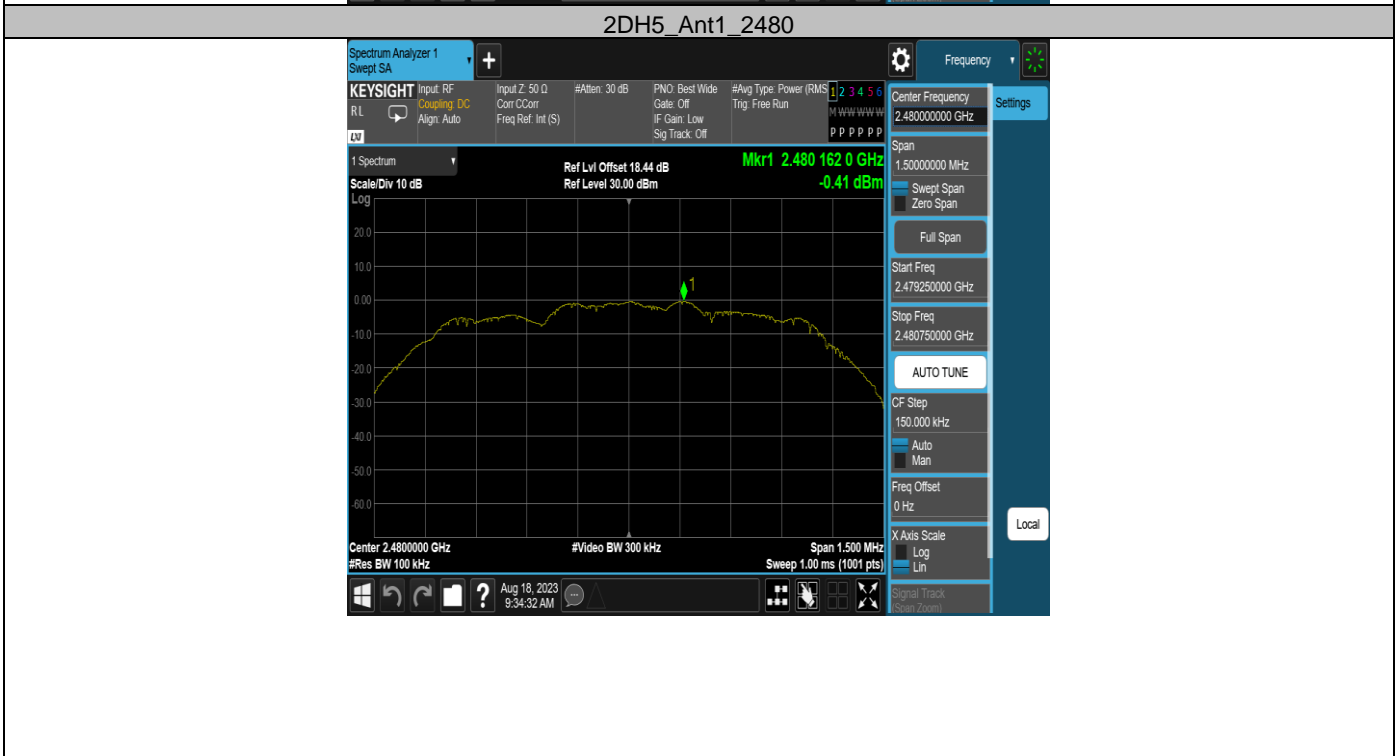 2DH5_Ant1_2480
Spectrum Analyzer 1
Swept SA
+
Frequency
KEYSIGHT
RL
LXI
Input: RF
Coupling: DC
Align: Auto
Input Z: 50 Ω
Corr CCorr
Freq Ref: Int (S)
#Atten: 30 dB
PNO: Best Wide
Gate: Off
IF Gain: Low
Sig Track: Off
#Avg Type: Power (RMS
Trig: Free Run
1 2 3 4 5 6
M W W W W W
P P P P P P
1 Spectrum
Scale/Div 10 dB
Log
Ref Lvl Offset 18.44 dB
Ref Level 30.00 dBm
Mkr1 2.480 162 0 GHz
-0.41 dBm
20.0
10.0
0.00
-10.0
-20.0
-30.0
-40.0
-50.0
-60.0
1
Center 2.4800000 GHz
#Res BW 100 kHz
#Video BW 300 kHz
Span 1.500 MHz
Sweep 1.00 ms (1001 pts)
Center Frequency
2.480000000 GHz
Settings
Span
1.50000000 MHz
Swept Span
Zero Span
Full Span
Start Freq
2.479250000 GHz
Stop Freq
2.480750000 GHz
AUTO TUNE
CF Step
150.000 kHz
Auto
Man
Freq Offset
0 Hz
X Axis Scale
Log
Lin
Local
Signal Track
(Span Zoom)
?
Aug 18, 2023
9:34:32 AM